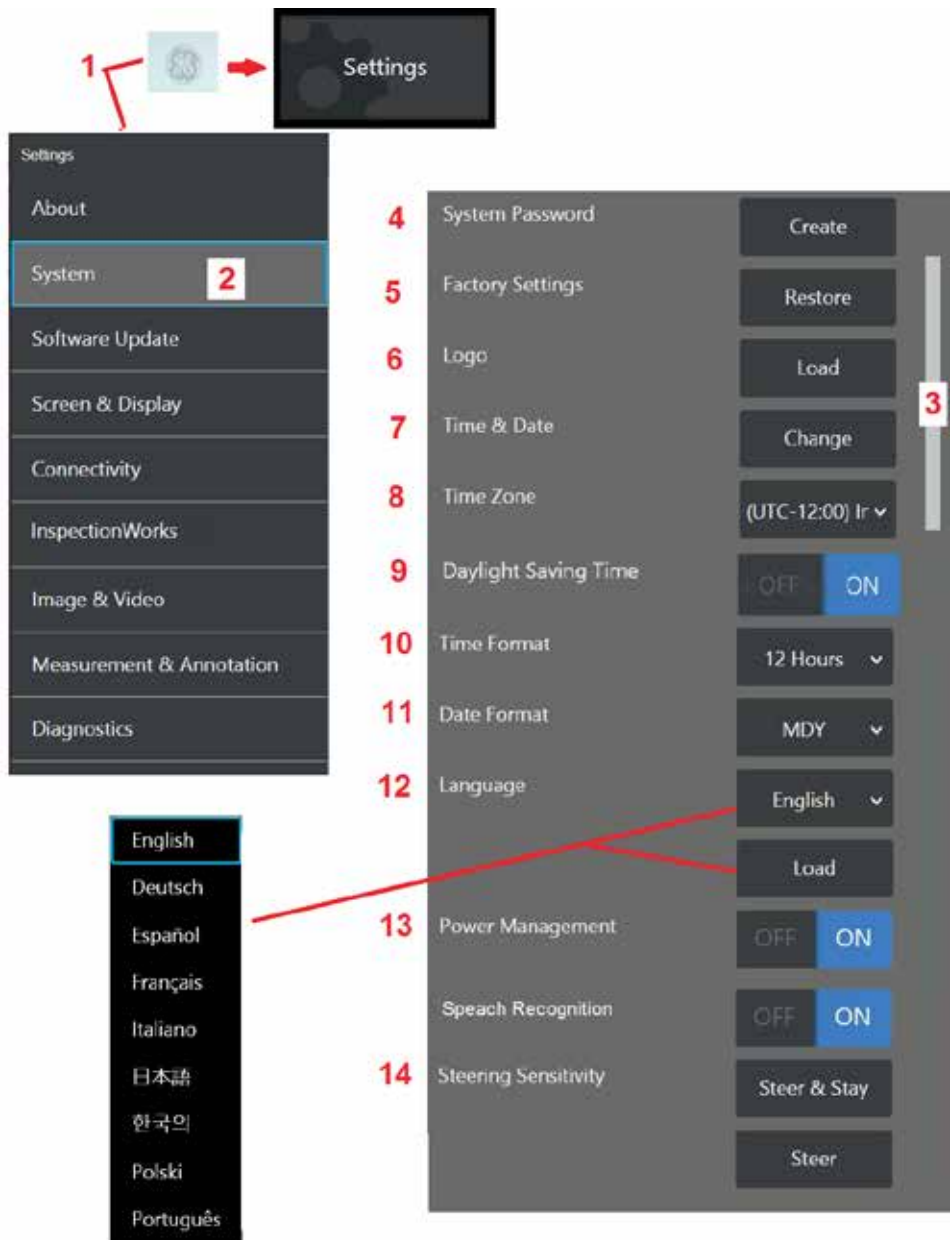 1
Settings
Settings
About
System 2
Software Update
Screen & Display
Connectivity
InspectionWorks
Image & Video
Measurement & Annotation
Diagnostics
4 System Password Create
5 Factory Settings Restore
6 Logo Load
3
7 Time & Date Change
8 Time Zone (UTC-12:00) Ir
9 Daylight Saving Time OFF ON
10 Time Format 12 Hours
11 Date Format MDY
12 Language English
Load
13 Power Management OFF ON
Speach Recognition OFF ON
14 Steering Sensitivity Steer & Stay
Steer
English
Deutsch
Español
Français
Italiano
日本語
한국의
Polski
Português